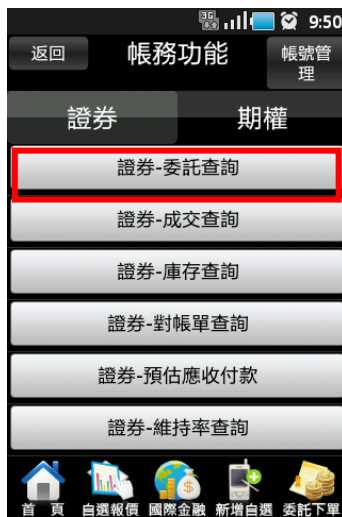 3G 9:50
返回 帳務功能 帳號管理
證券 期權
證券-委託查詢
證券-成交查詢
證券-庫存查詢
證券-對帳單查詢
證券-預估應收付款
證券-維持率查詢
首 頁 自選報價 國際金融 新增自選 委託下單